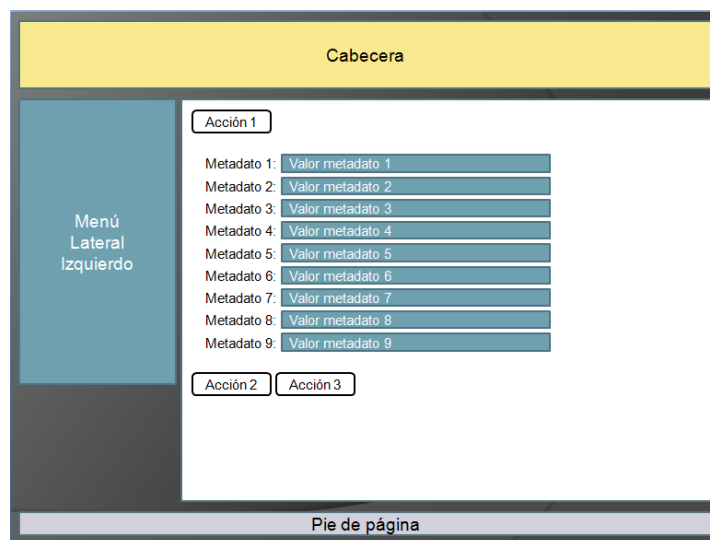 Cabecera
Menú
Lateral
Izquierdo
Acción 1
Metadato 1: Valor metadato 1
Metadato 2: Valor metadato 2
Metadato 3: Valor metadato 3
Metadato 4: Valor metadato 4
Metadato 5: Valor metadato 5
Metadato 6: Valor metadato 6
Metadato 7: Valor metadato 7
Metadato 8: Valor metadato 8
Metadato 9: Valor metadato 9
Acción 2 Acción 3
Pie de página